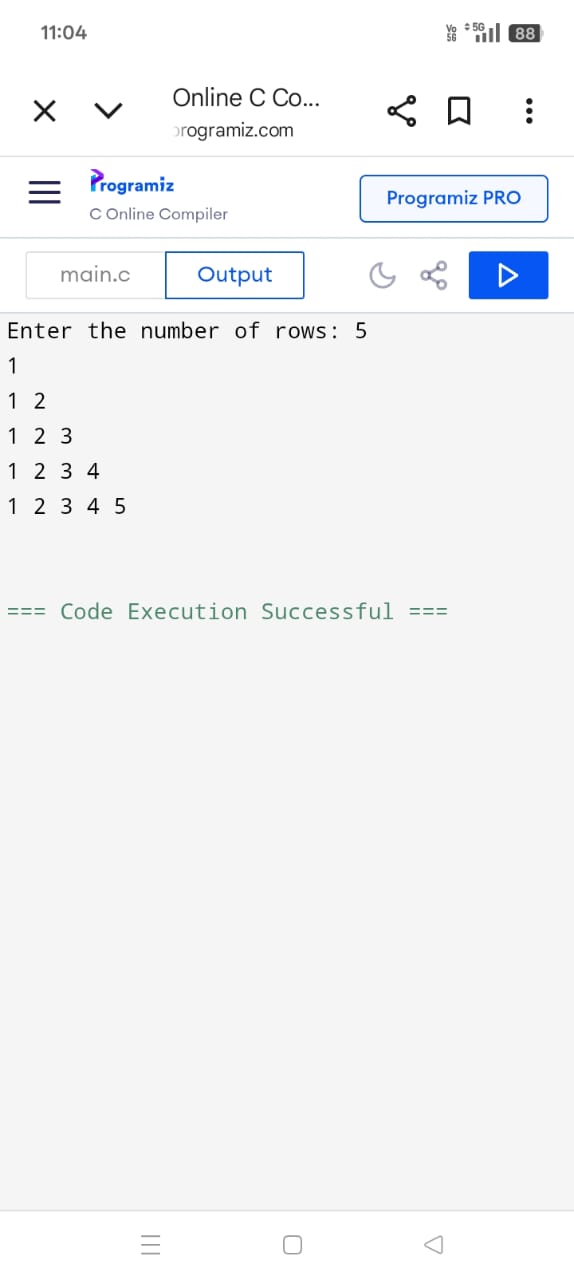 11:04 Vo 5G 5G 88
Online C Co...
programiz.com
Programiz
C Online Compiler
Programiz PRO
main.c Output
Enter the number of rows: 5
1
1 2
1 2 3
1 2 3 4
1 2 3 4 5
=== Code Execution Successful ===